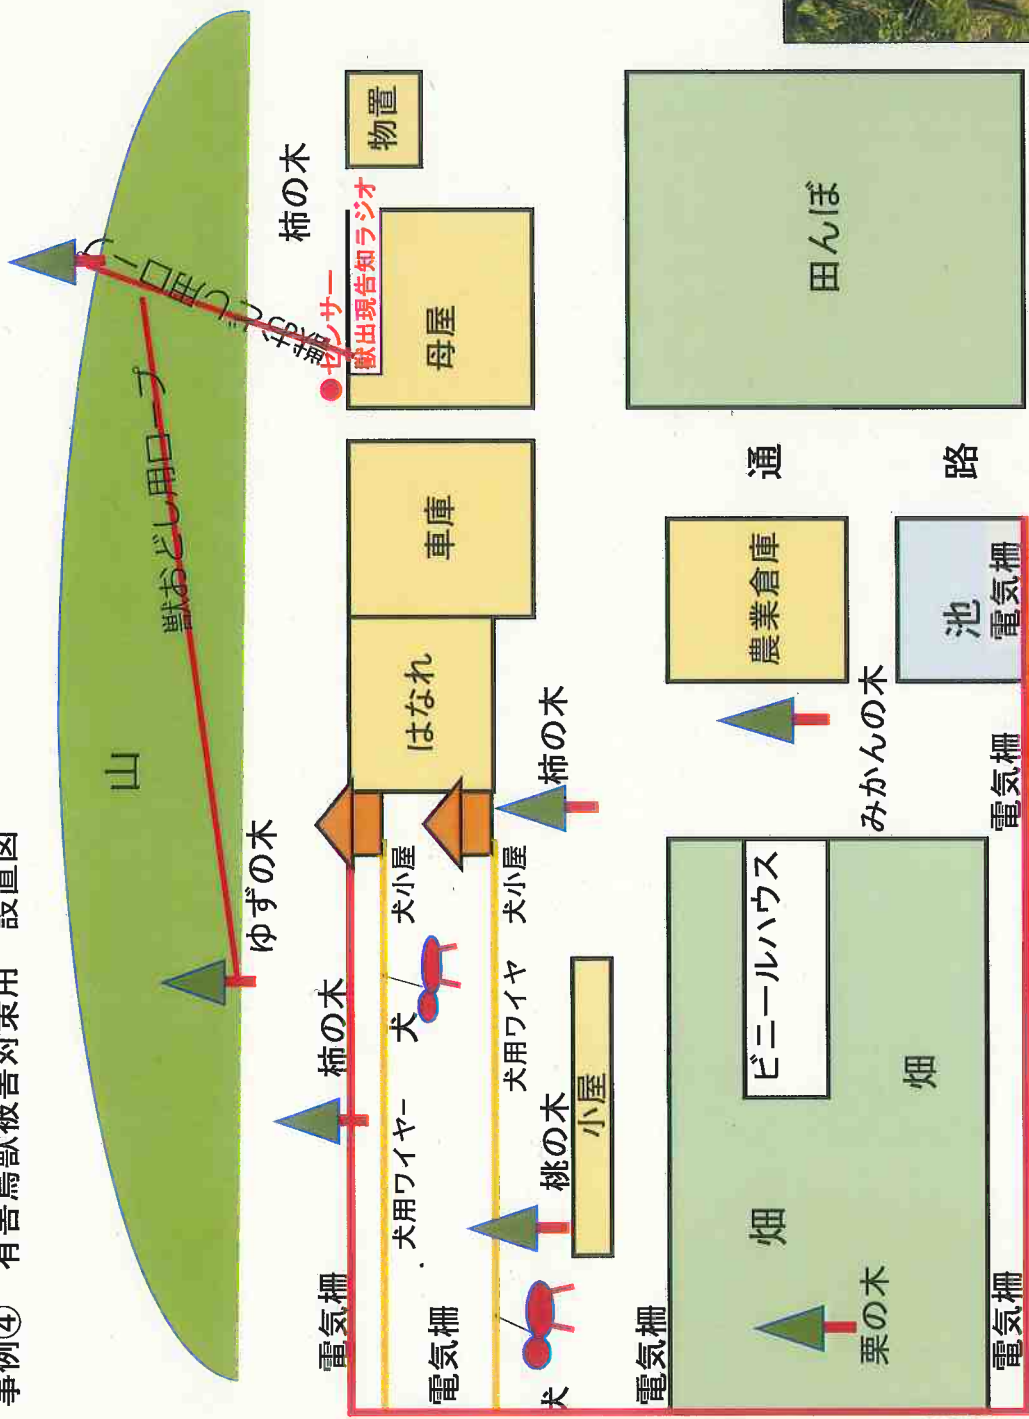 事例④　有害鳥獣被害対策用　設置図
山
獣おどし用ロープ
獣おどし用ロープ
ゆずの木
柿の木
柿の木
センサー
獣出現告知ラジオ
物置
母屋
車庫
はなれ
柿の木
犬小屋
犬小屋
犬
犬用ワイヤー
犬用ワイヤ
桃の木
小屋
犬
電気柵
電気柵
電気柵
田んぼ
通
路
農業倉庫
池
電気柵
みかんの木
電気柵
ビニールハウス
畑
畑
栗の木
電気柵